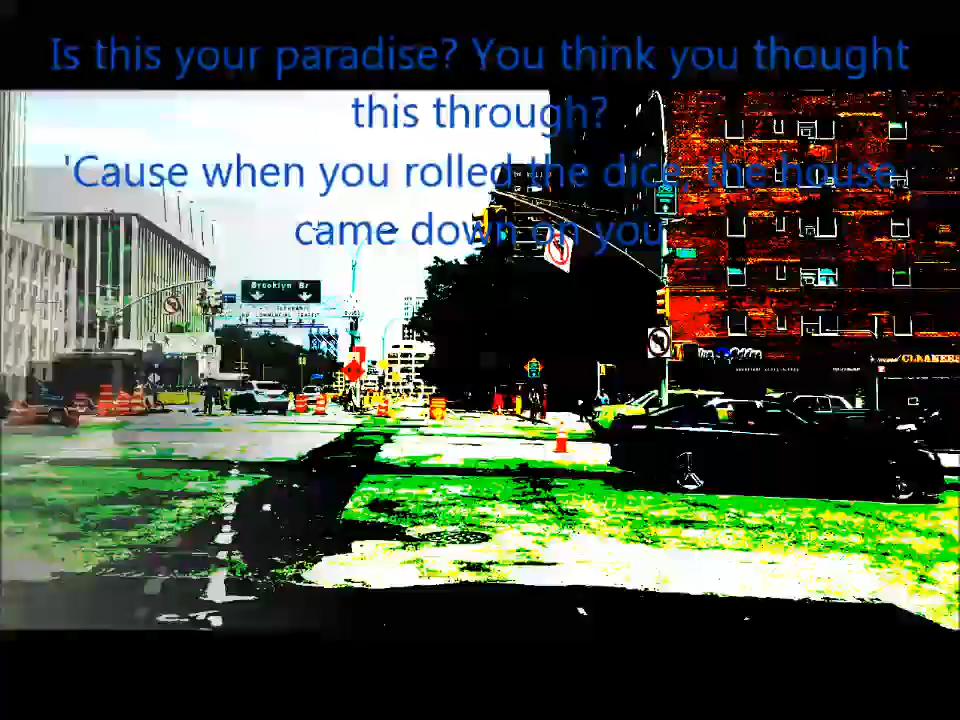 Is this your paradise? You think you thought
this through?
'Cause when you rolled the dice, the house
came down on you
Brooklyn Br
CLEANERS